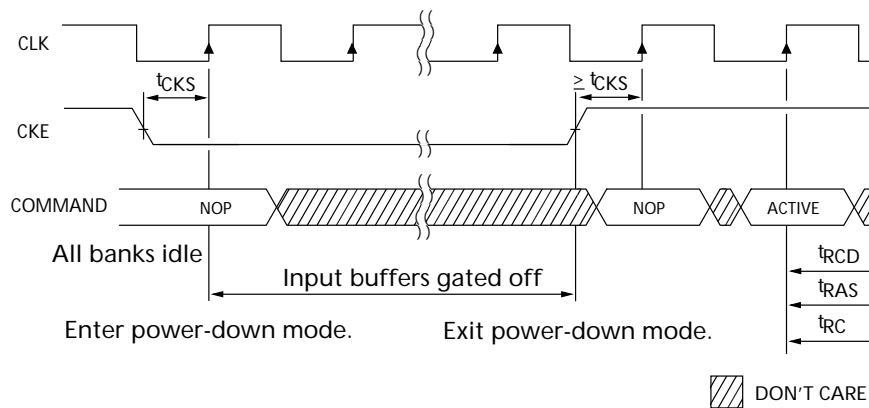 CLK
tCKS
≥ tCKS
CKE
COMMAND
NOP
NOP
ACTIVE
All banks idle
tRCD
Input buffers gated off
tRAS
Enter power-down mode.
Exit power-down mode.
tRC
DON'T CARE